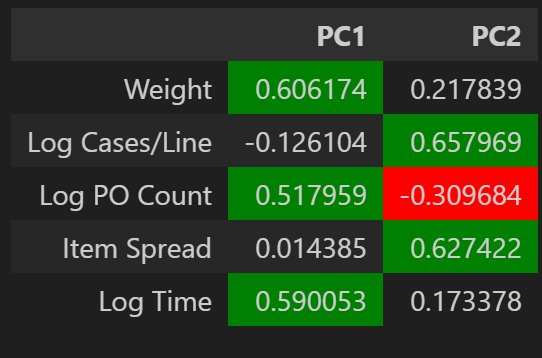 PC1 PC2
Weight 0.606174 0.217839
Log Cases/Line -0.126104 0.657969
Log PO Count 0.517959 -0.309684
Item Spread 0.014385 0.627422
Log Time 0.590053 0.173378